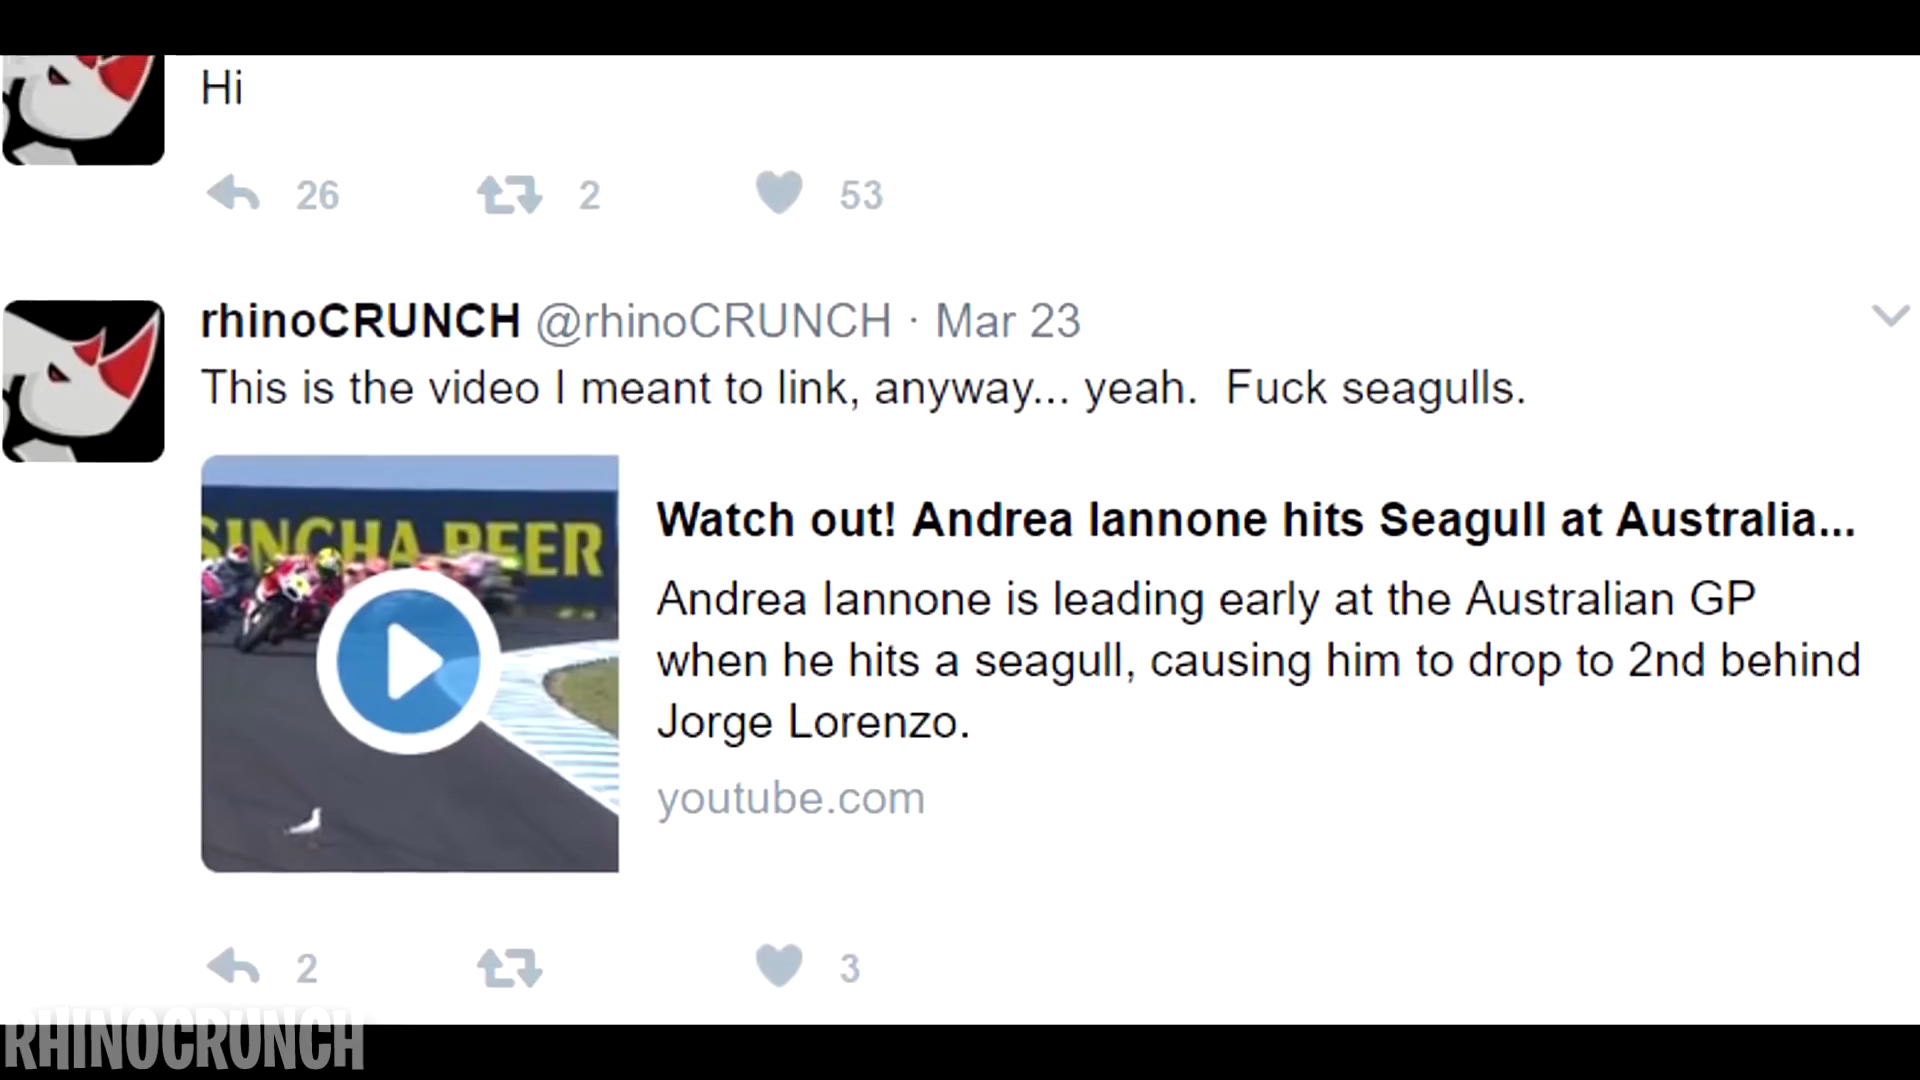 Hi
26 2 53
rhinoCRUNCH @rhinoCRUNCH · Mar 23
This is the video I meant to link, anyway... yeah. Fuck seagulls.
SINGHA BEER
Watch out! Andrea Iannone hits Seagull at Australia...
Andrea Iannone is leading early at the Australian GP
when he hits a seagull, causing him to drop to 2nd behind
Jorge Lorenzo.
youtube.com
2 3
RHINOCRUNCH